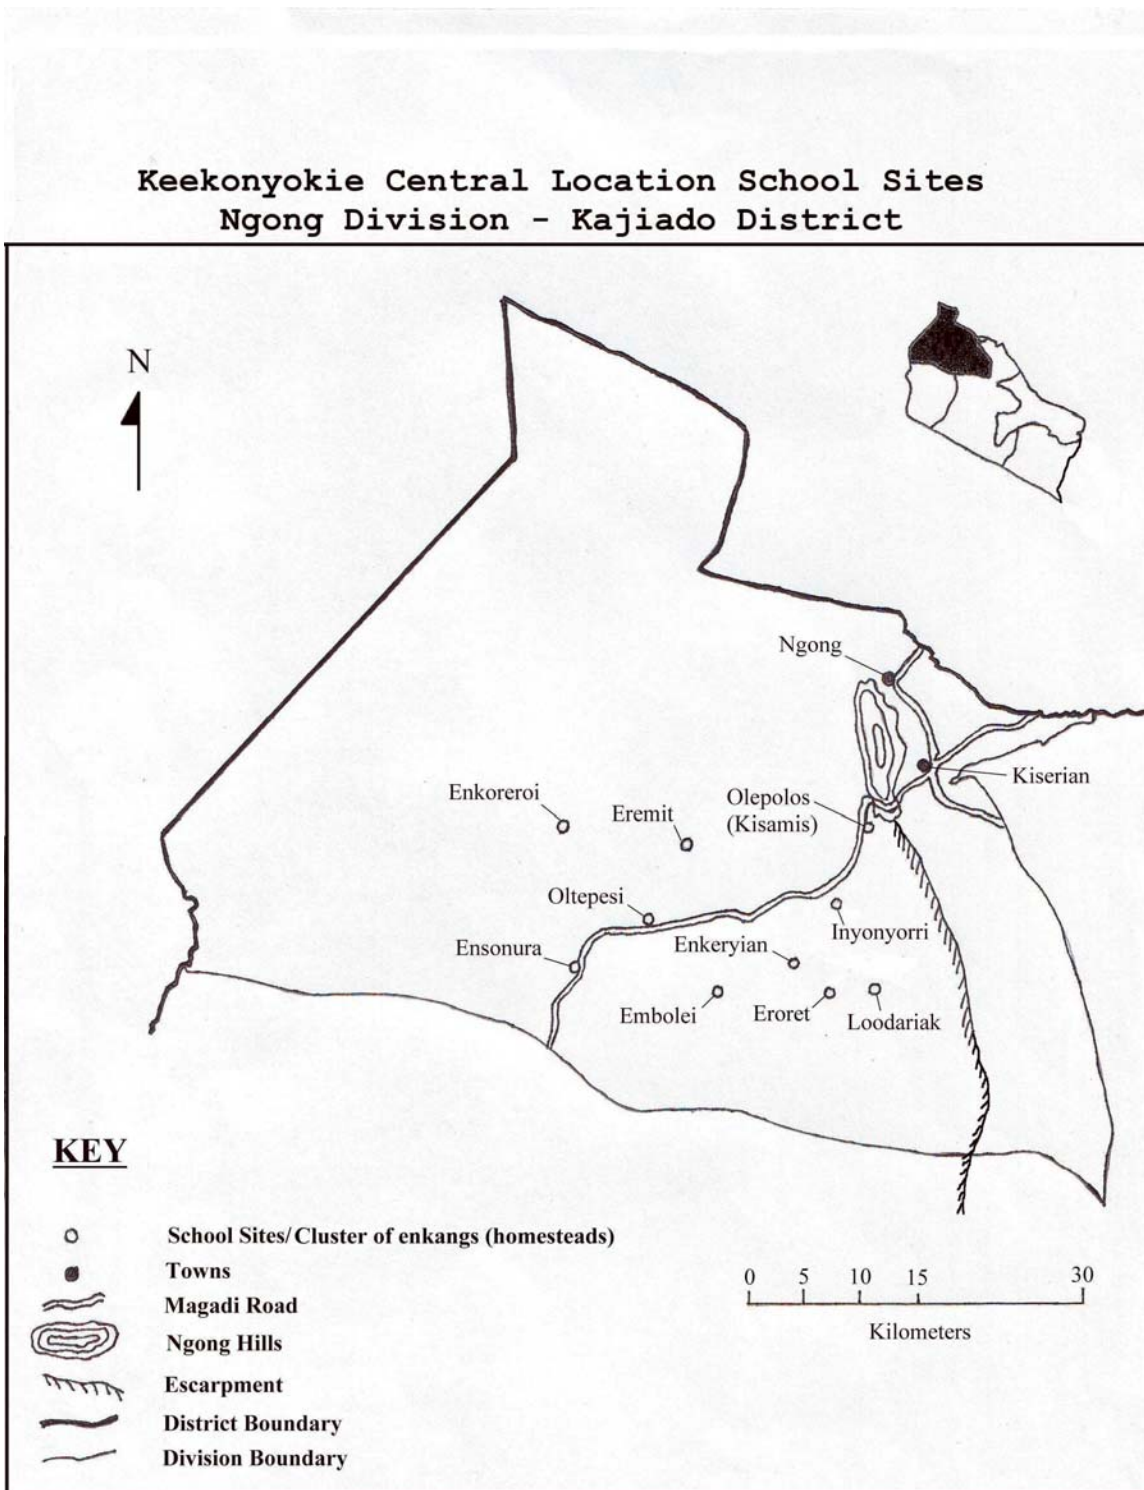 Keekonyokie Central Location School Sites
Ngong Division - Kajiado District
N
Ngong
Kiserian
Enkoreroi
Eremit
Olepolos
(Kisamis)
Oltepesi
Inyonyorri
Ensonura
Enkeryian
Embolei
Eroret
Loodariak
KEY
School Sites/Cluster of enkangs (homesteads)
Towns
Magadi Road
Ngong Hills
Escarpment
District Boundary
Division Boundary
0 5 10 15 30
Kilometers